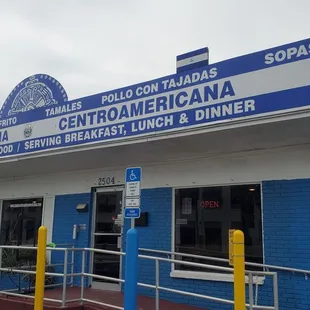 FRITO TAMALES POLLO CON TAJADAS SOPAS
CENTROAMERICANA
OOD / SERVING BREAKFAST, LUNCH & DINNER
2504
OPEN